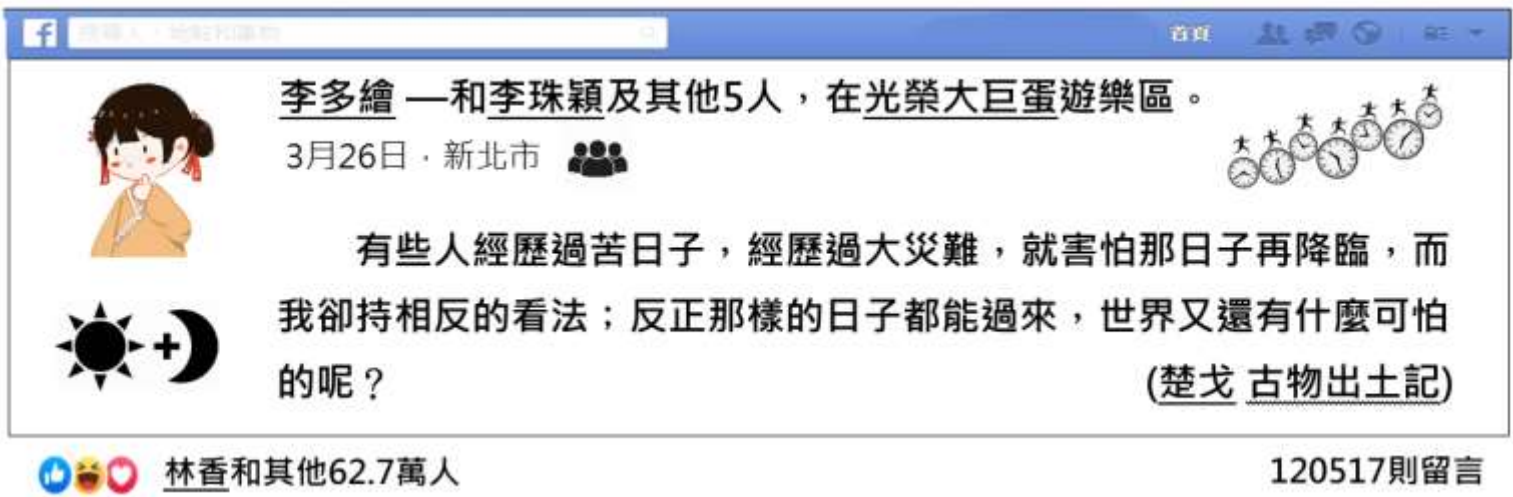 f 首頁
李多繪 —和李珠穎及其他5人，在光榮大巨蛋遊樂區。
3月26日．新北市
有些人經歷過苦日子，經歷過大災難，就害怕那日子再降臨，而
我卻持相反的看法；反正那樣的日子都能過來，世界又還有什麼可怕
的呢？ (楚戈 古物出土記)
林香和其他62.7萬人 120517則留言